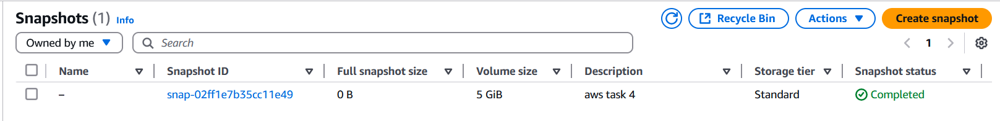 Snapshots (1) Info
Recycle Bin Actions Create snapshot
Owned by me Search 1
Name Snapshot ID Full snapshot size Volume size Description Storage tier Snapshot status
– snap-02ff1e7b35cc11e49 0 B 5 GiB aws task 4 Standard Completed